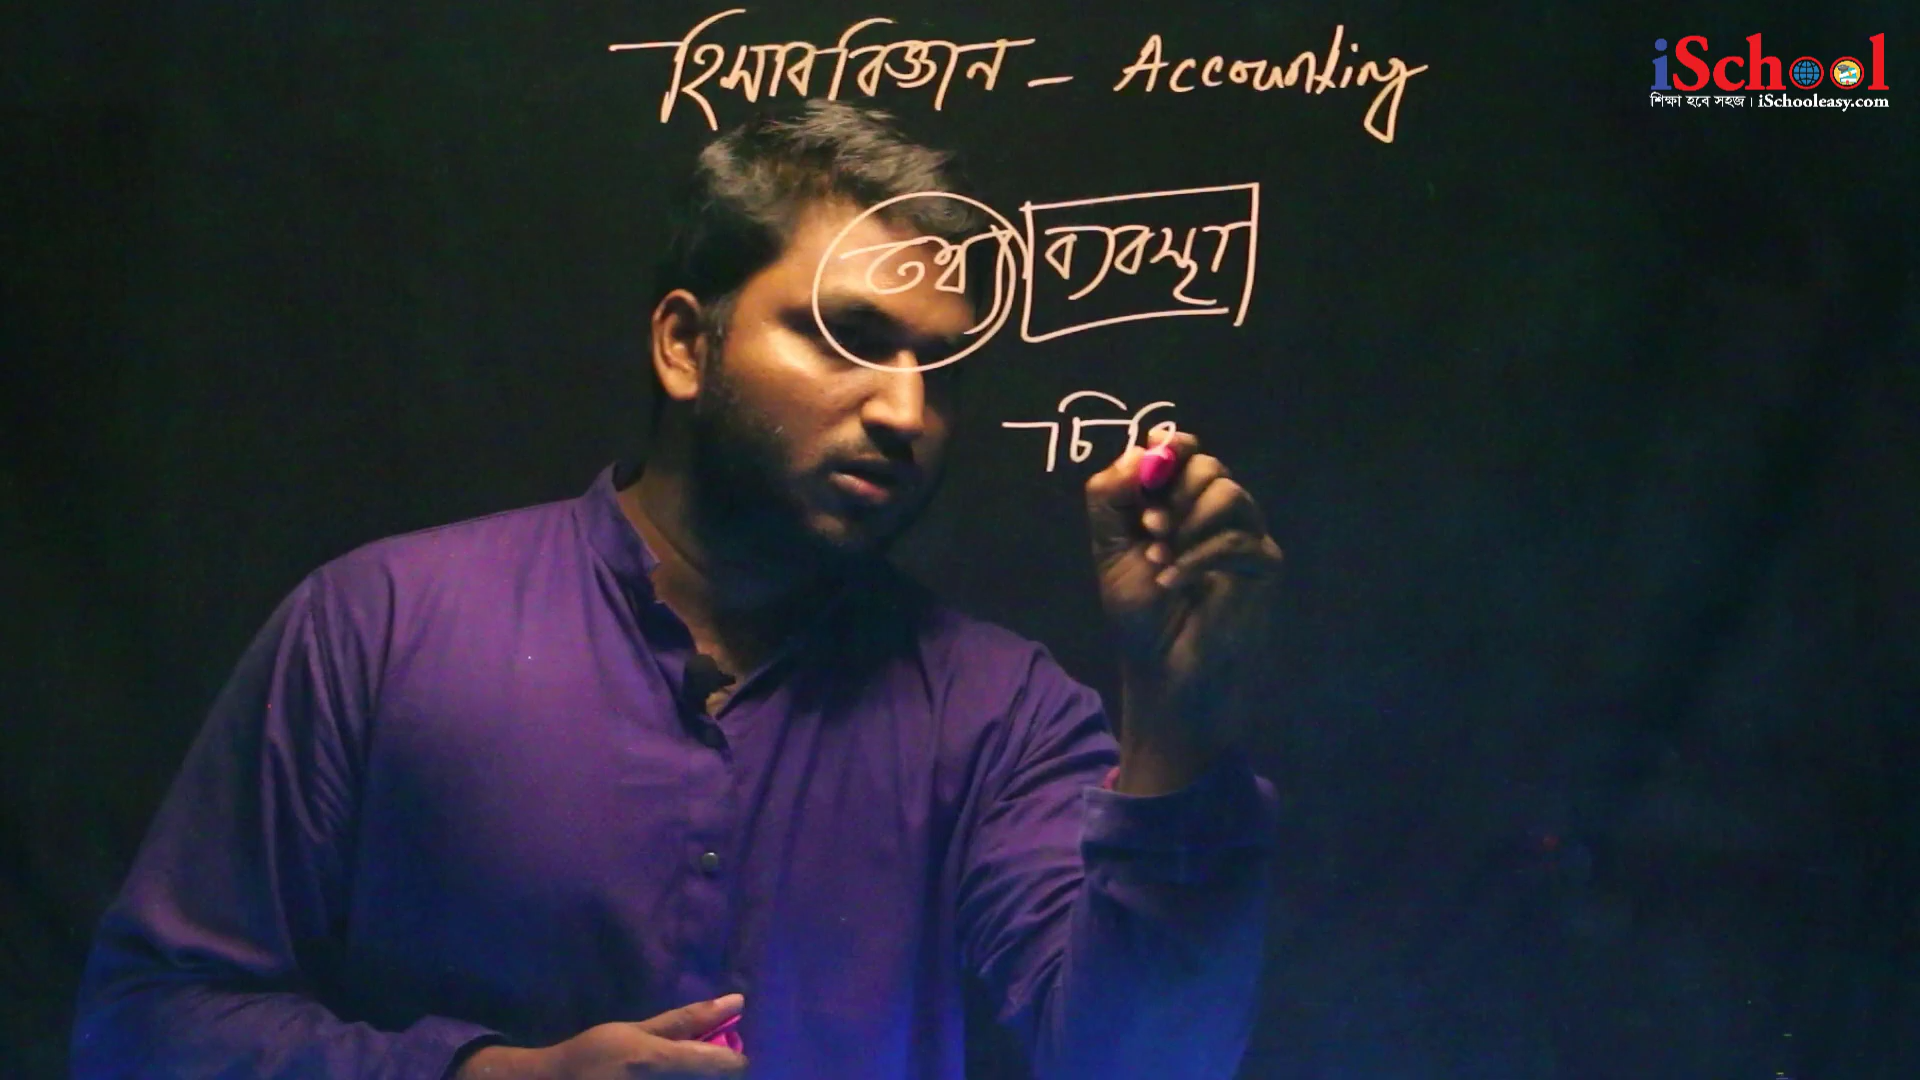 হিসাববিজ্ঞান - Accounting
iSchool
শিক্ষা হবে সহজ। iSchooleasy.com
তথ্য ব্যবস্থা
চিহ্